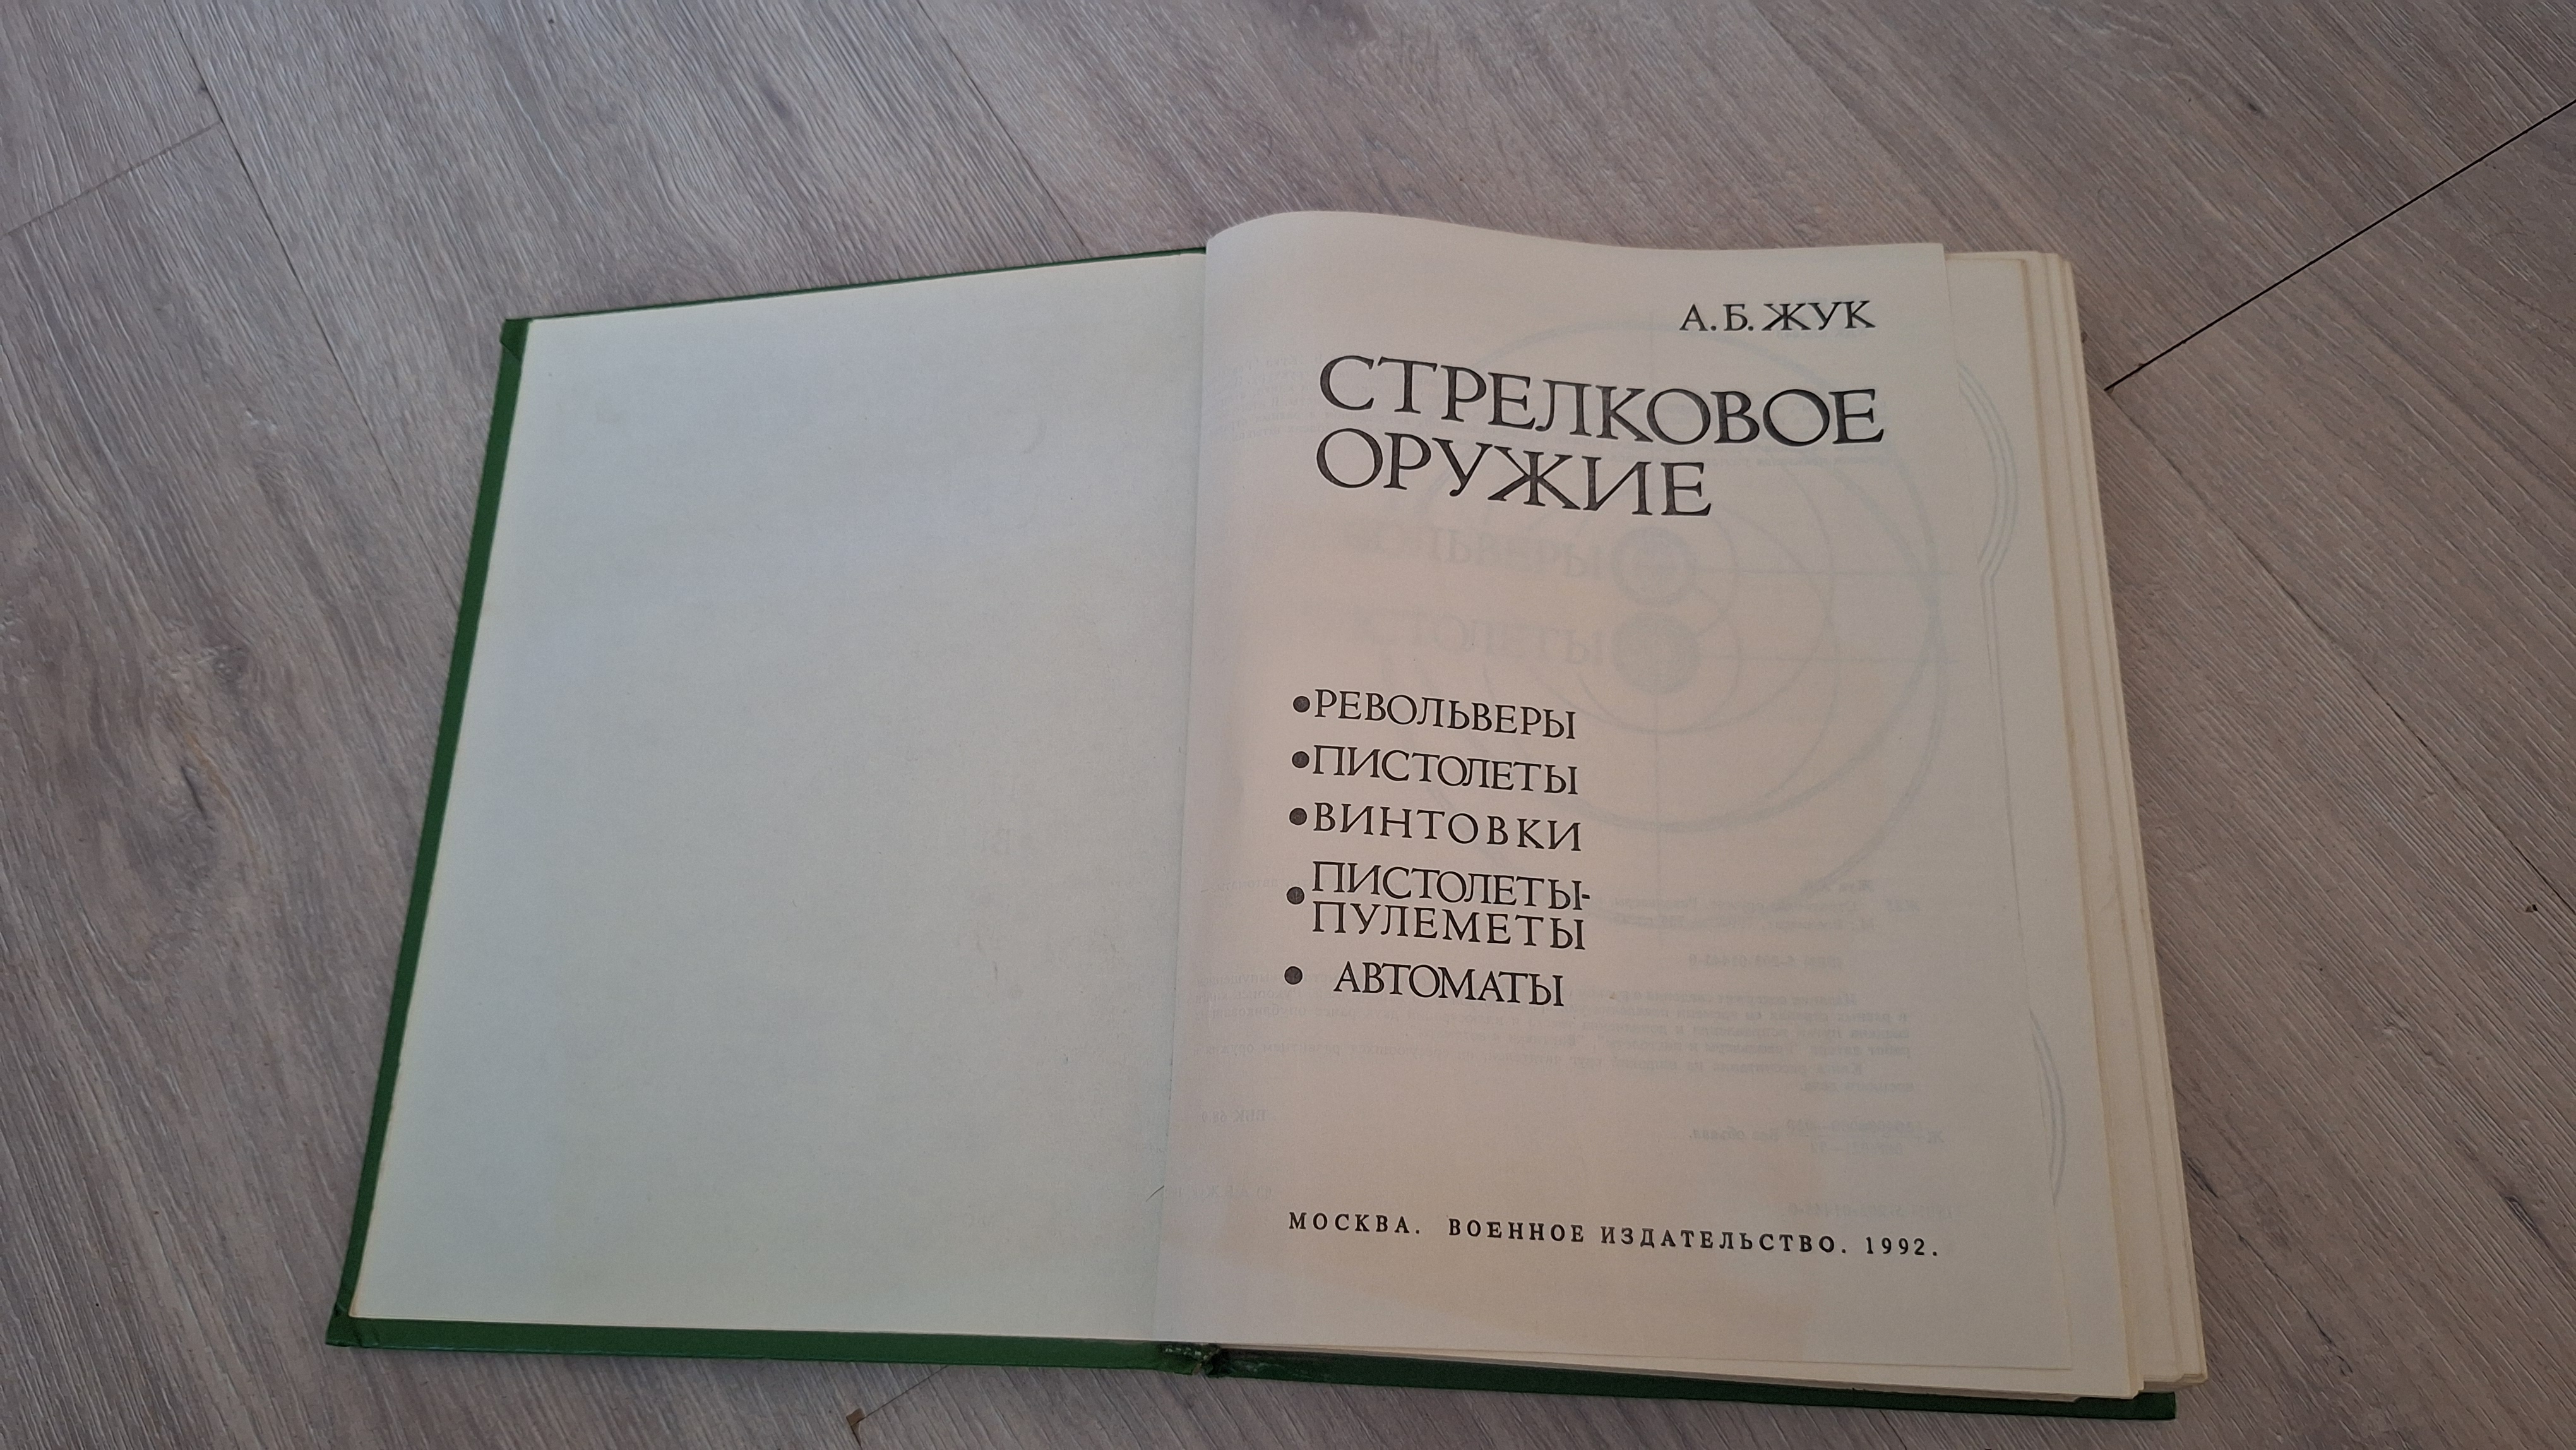 А. Б. ЖУК
СТРЕЛКОВОЕ
ОРУЖИЕ
●РЕВОЛЬВЕРЫ
●ПИСТОЛЕТЫ
●ВИНТОВКИ
●ПИСТОЛЕТЫ-
ПУЛЕМЕТЫ
● АВТОМАТЫ
МОСКВА. ВОЕННОЕ ИЗДАТЕЛЬСТВО. 1992.